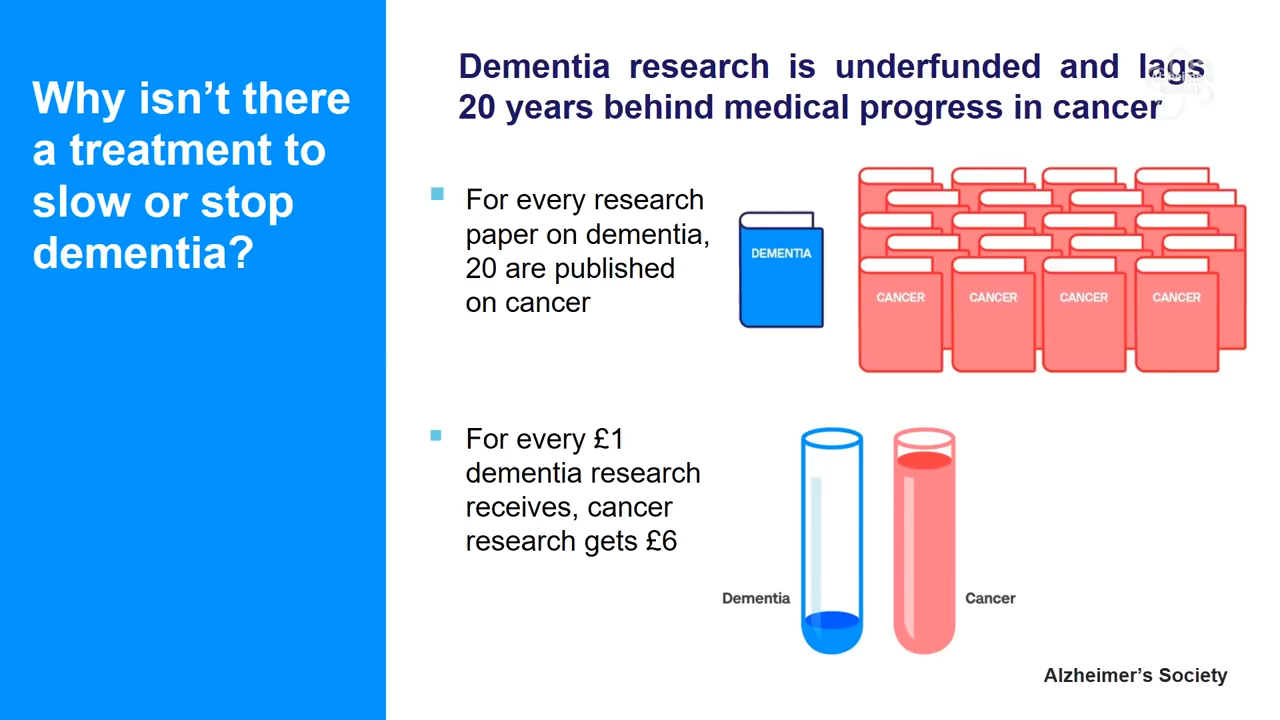 Why isn't there
a treatment to
slow or stop
dementia?
Dementia research is underfunded and lags
20 years behind medical progress in cancer
Alzheimer's
Society
For every research
paper on dementia,
20 are published
on cancer
DEMENTIA
CANCER CANCER CANCER CANCER
For every £1
dementia research
receives, cancer
research gets £6
Dementia
Cancer
Alzheimer's Society